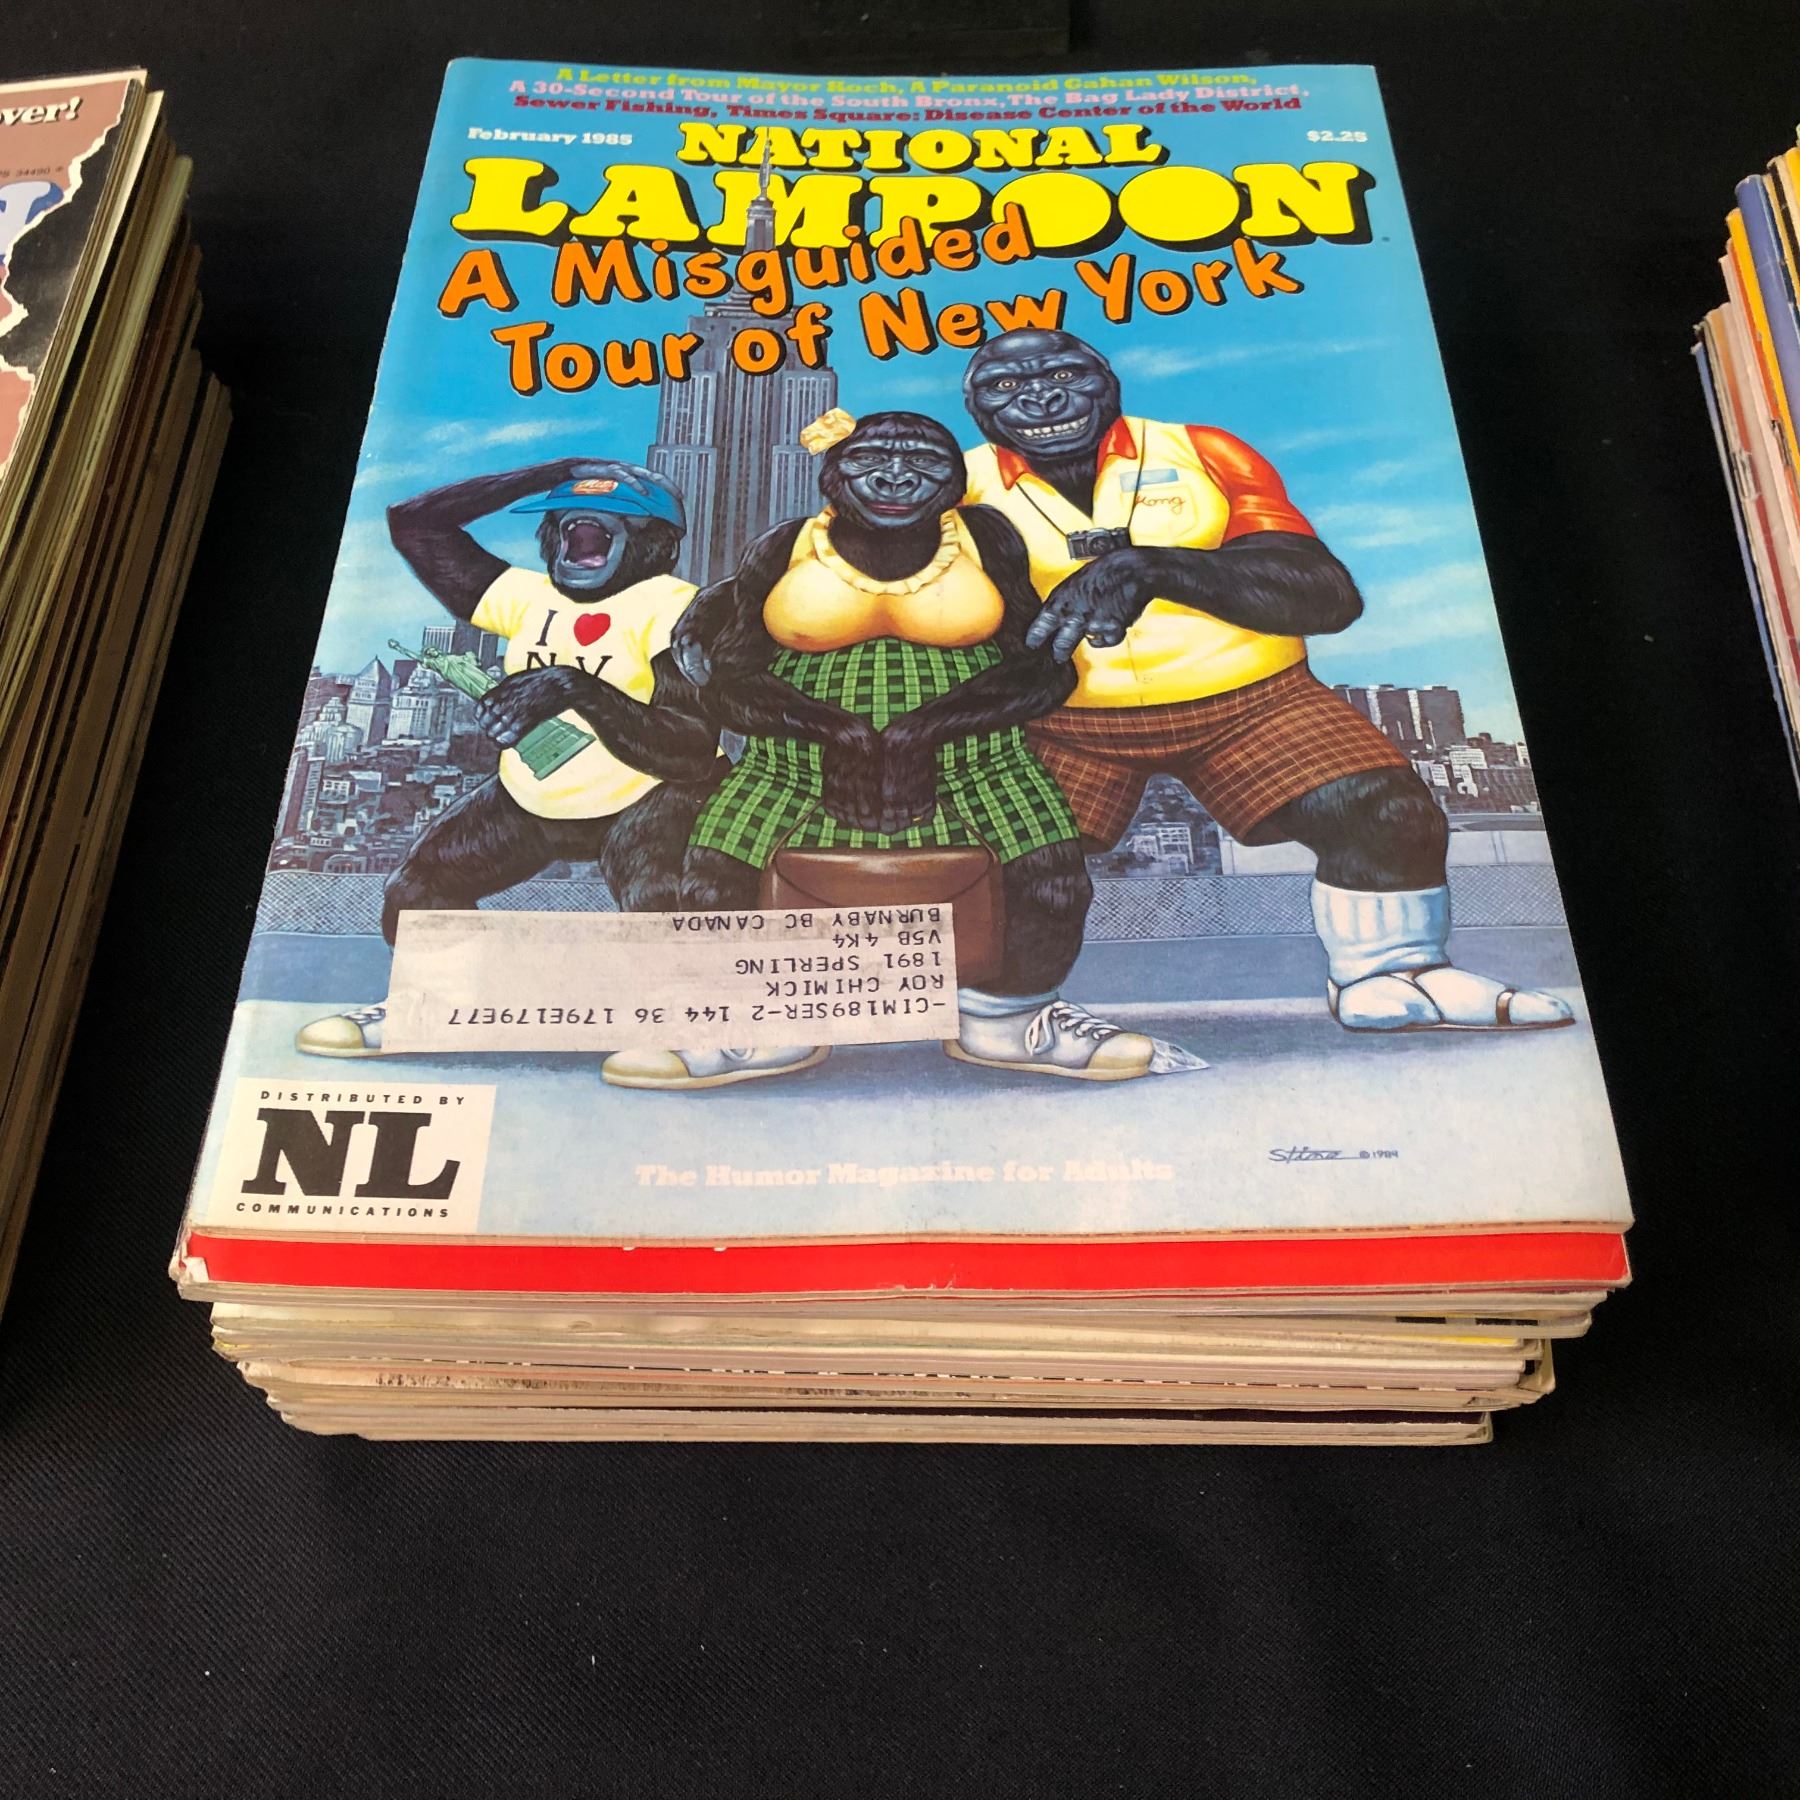 A Letter from Mayor Koch, A Paranoid Gahan Wilson,
A 30-Second Tour of the South Bronx, The Bag Lady District,
Sewer Fishing, Times Square: Disease Center of the World
February 1985
$2.25
NATIONAL
LAMPOON
A Misguided
Tour of New York
Kong
I ♥
N.Y.
BURNABY BC CANADA
V5B 4K4
1891 SPERLING
ROY CHIMICK
-CIM189SER-2 144 36 179E179E77
DISTRIBUTED BY
NL
COMMUNICATIONS
The Humor Magazine for Adults
Stimo © 1984
over!
N